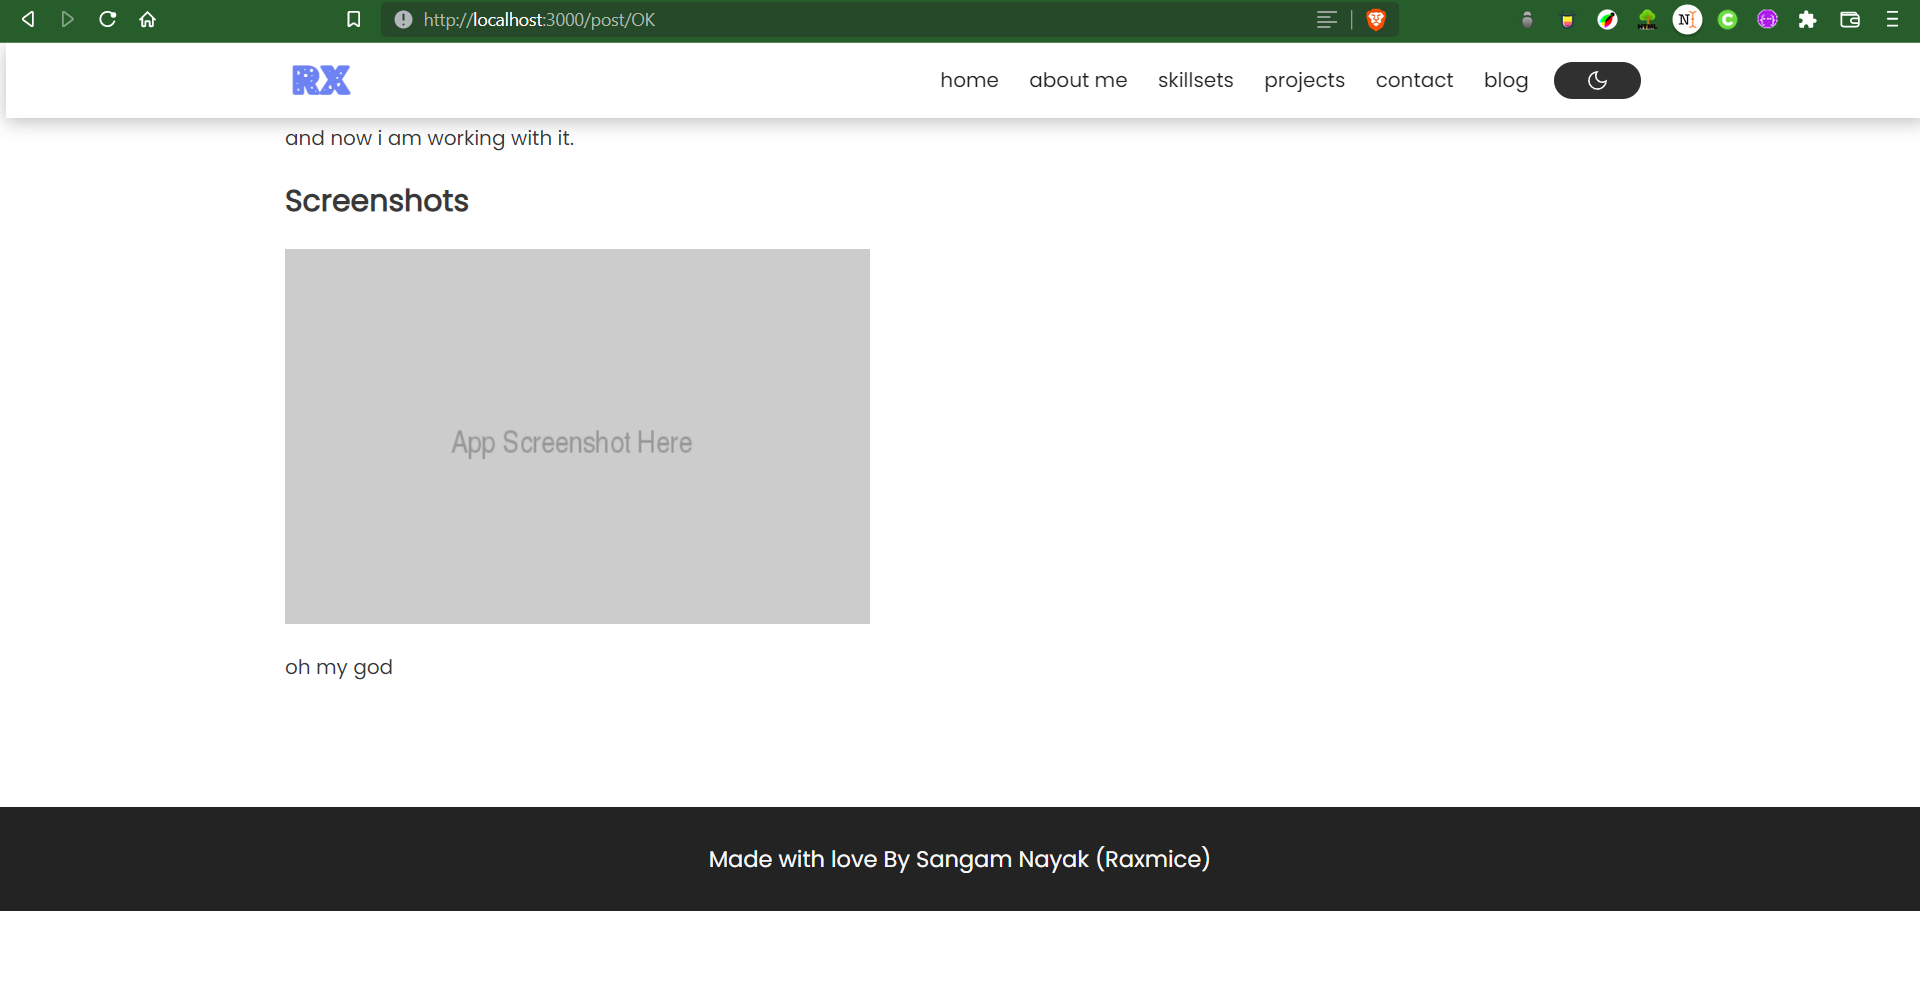 http://localhost:3000/post/OK
RX
home about me skillsets projects contact blog
and now i am working with it.
Screenshots
App Screenshot Here
oh my god
Made with love By Sangam Nayak (Raxmice)